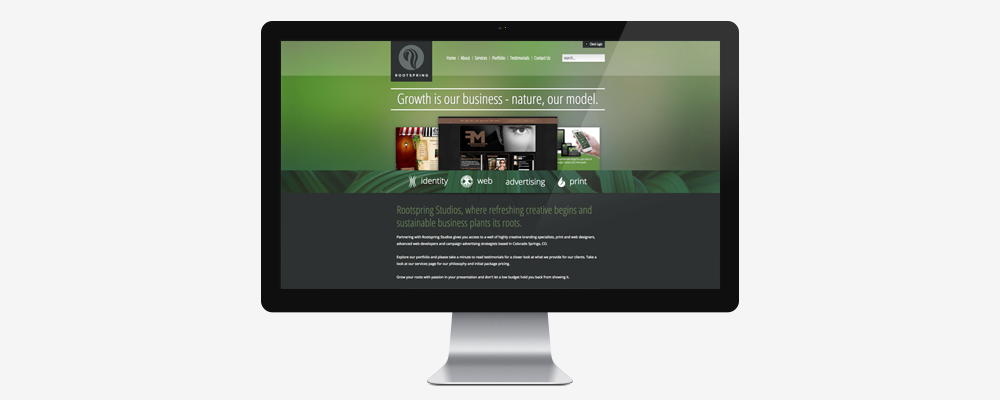 Client Login
ROOTSPRING
Home | About | Services | Portfolio | Testimonials | Contact Us
search...
Growth is our business - nature, our model.
FM
identity web advertising print
Rootspring Studios, where refreshing creative begins and
sustainable business plants its roots.
Partnering with Rootspring Studios gives you access to a well of highly creative branding specialists, print and web designers,
advanced web developers and campaign advertising strategists based in Colorado Springs, CO.
Explore our portfolio and please take a minute to read testimonials for a closer look at what we provide for our clients. Take a
look at our services page for our philosophy and initial package pricing.
Grow your roots with passion in your presentation and don't let a low budget hold you back from showing it.